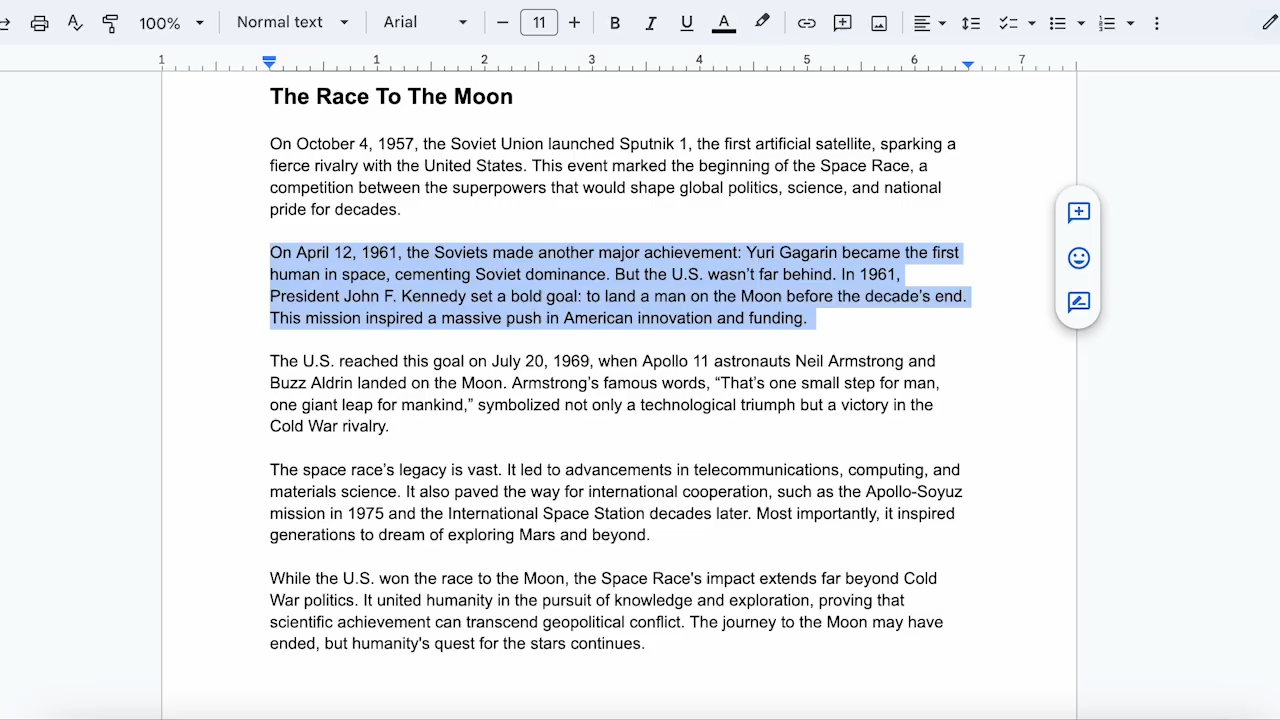 100% Normal text Arial 11 B I U A
1 1 2 3 4 5 6 7
The Race To The Moon
On October 4, 1957, the Soviet Union launched Sputnik 1, the first artificial satellite, sparking a
fierce rivalry with the United States. This event marked the beginning of the Space Race, a
competition between the superpowers that would shape global politics, science, and national
pride for decades.
On April 12, 1961, the Soviets made another major achievement: Yuri Gagarin became the first
human in space, cementing Soviet dominance. But the U.S. wasn’t far behind. In 1961,
President John F. Kennedy set a bold goal: to land a man on the Moon before the decade’s end.
This mission inspired a massive push in American innovation and funding.
The U.S. reached this goal on July 20, 1969, when Apollo 11 astronauts Neil Armstrong and
Buzz Aldrin landed on the Moon. Armstrong’s famous words, “That’s one small step for man,
one giant leap for mankind,” symbolized not only a technological triumph but a victory in the
Cold War rivalry.
The space race’s legacy is vast. It led to advancements in telecommunications, computing, and
materials science. It also paved the way for international cooperation, such as the Apollo-Soyuz
mission in 1975 and the International Space Station decades later. Most importantly, it inspired
generations to dream of exploring Mars and beyond.
While the U.S. won the race to the Moon, the Space Race's impact extends far beyond Cold
War politics. It united humanity in the pursuit of knowledge and exploration, proving that
scientific achievement can transcend geopolitical conflict. The journey to the Moon may have
ended, but humanity's quest for the stars continues.